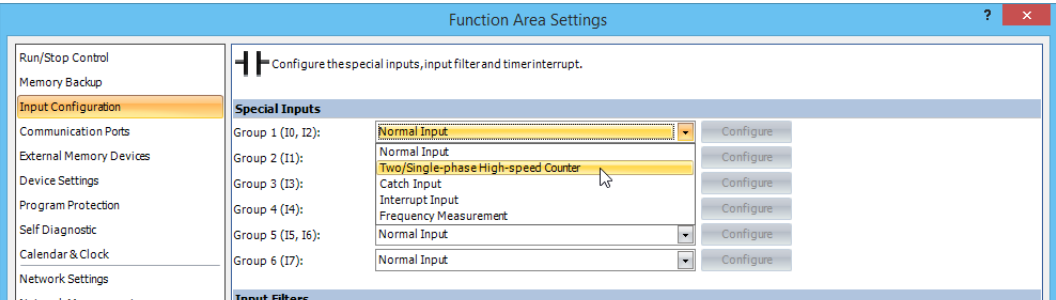 Function Area Settings
?
×
Run/Stop Control
Memory Backup
Input Configuration
Communication Ports
External Memory Devices
Device Settings
Program Protection
Self Diagnostic
Calendar & Clock
Network Settings
Configure the special inputs, input filter and timer interrupt.
Special Inputs
Group 1 (I0, I2): Normal Input Configure
Normal Input
Two/Single-phase High-speed Counter
Catch Input
Interrupt Input
Frequency Measurement
Group 2 (I1): Configure
Group 3 (I3): Configure
Group 4 (I4): Configure
Group 5 (I5, I6): Normal Input Configure
Group 6 (I7): Normal Input Configure
Input Filters